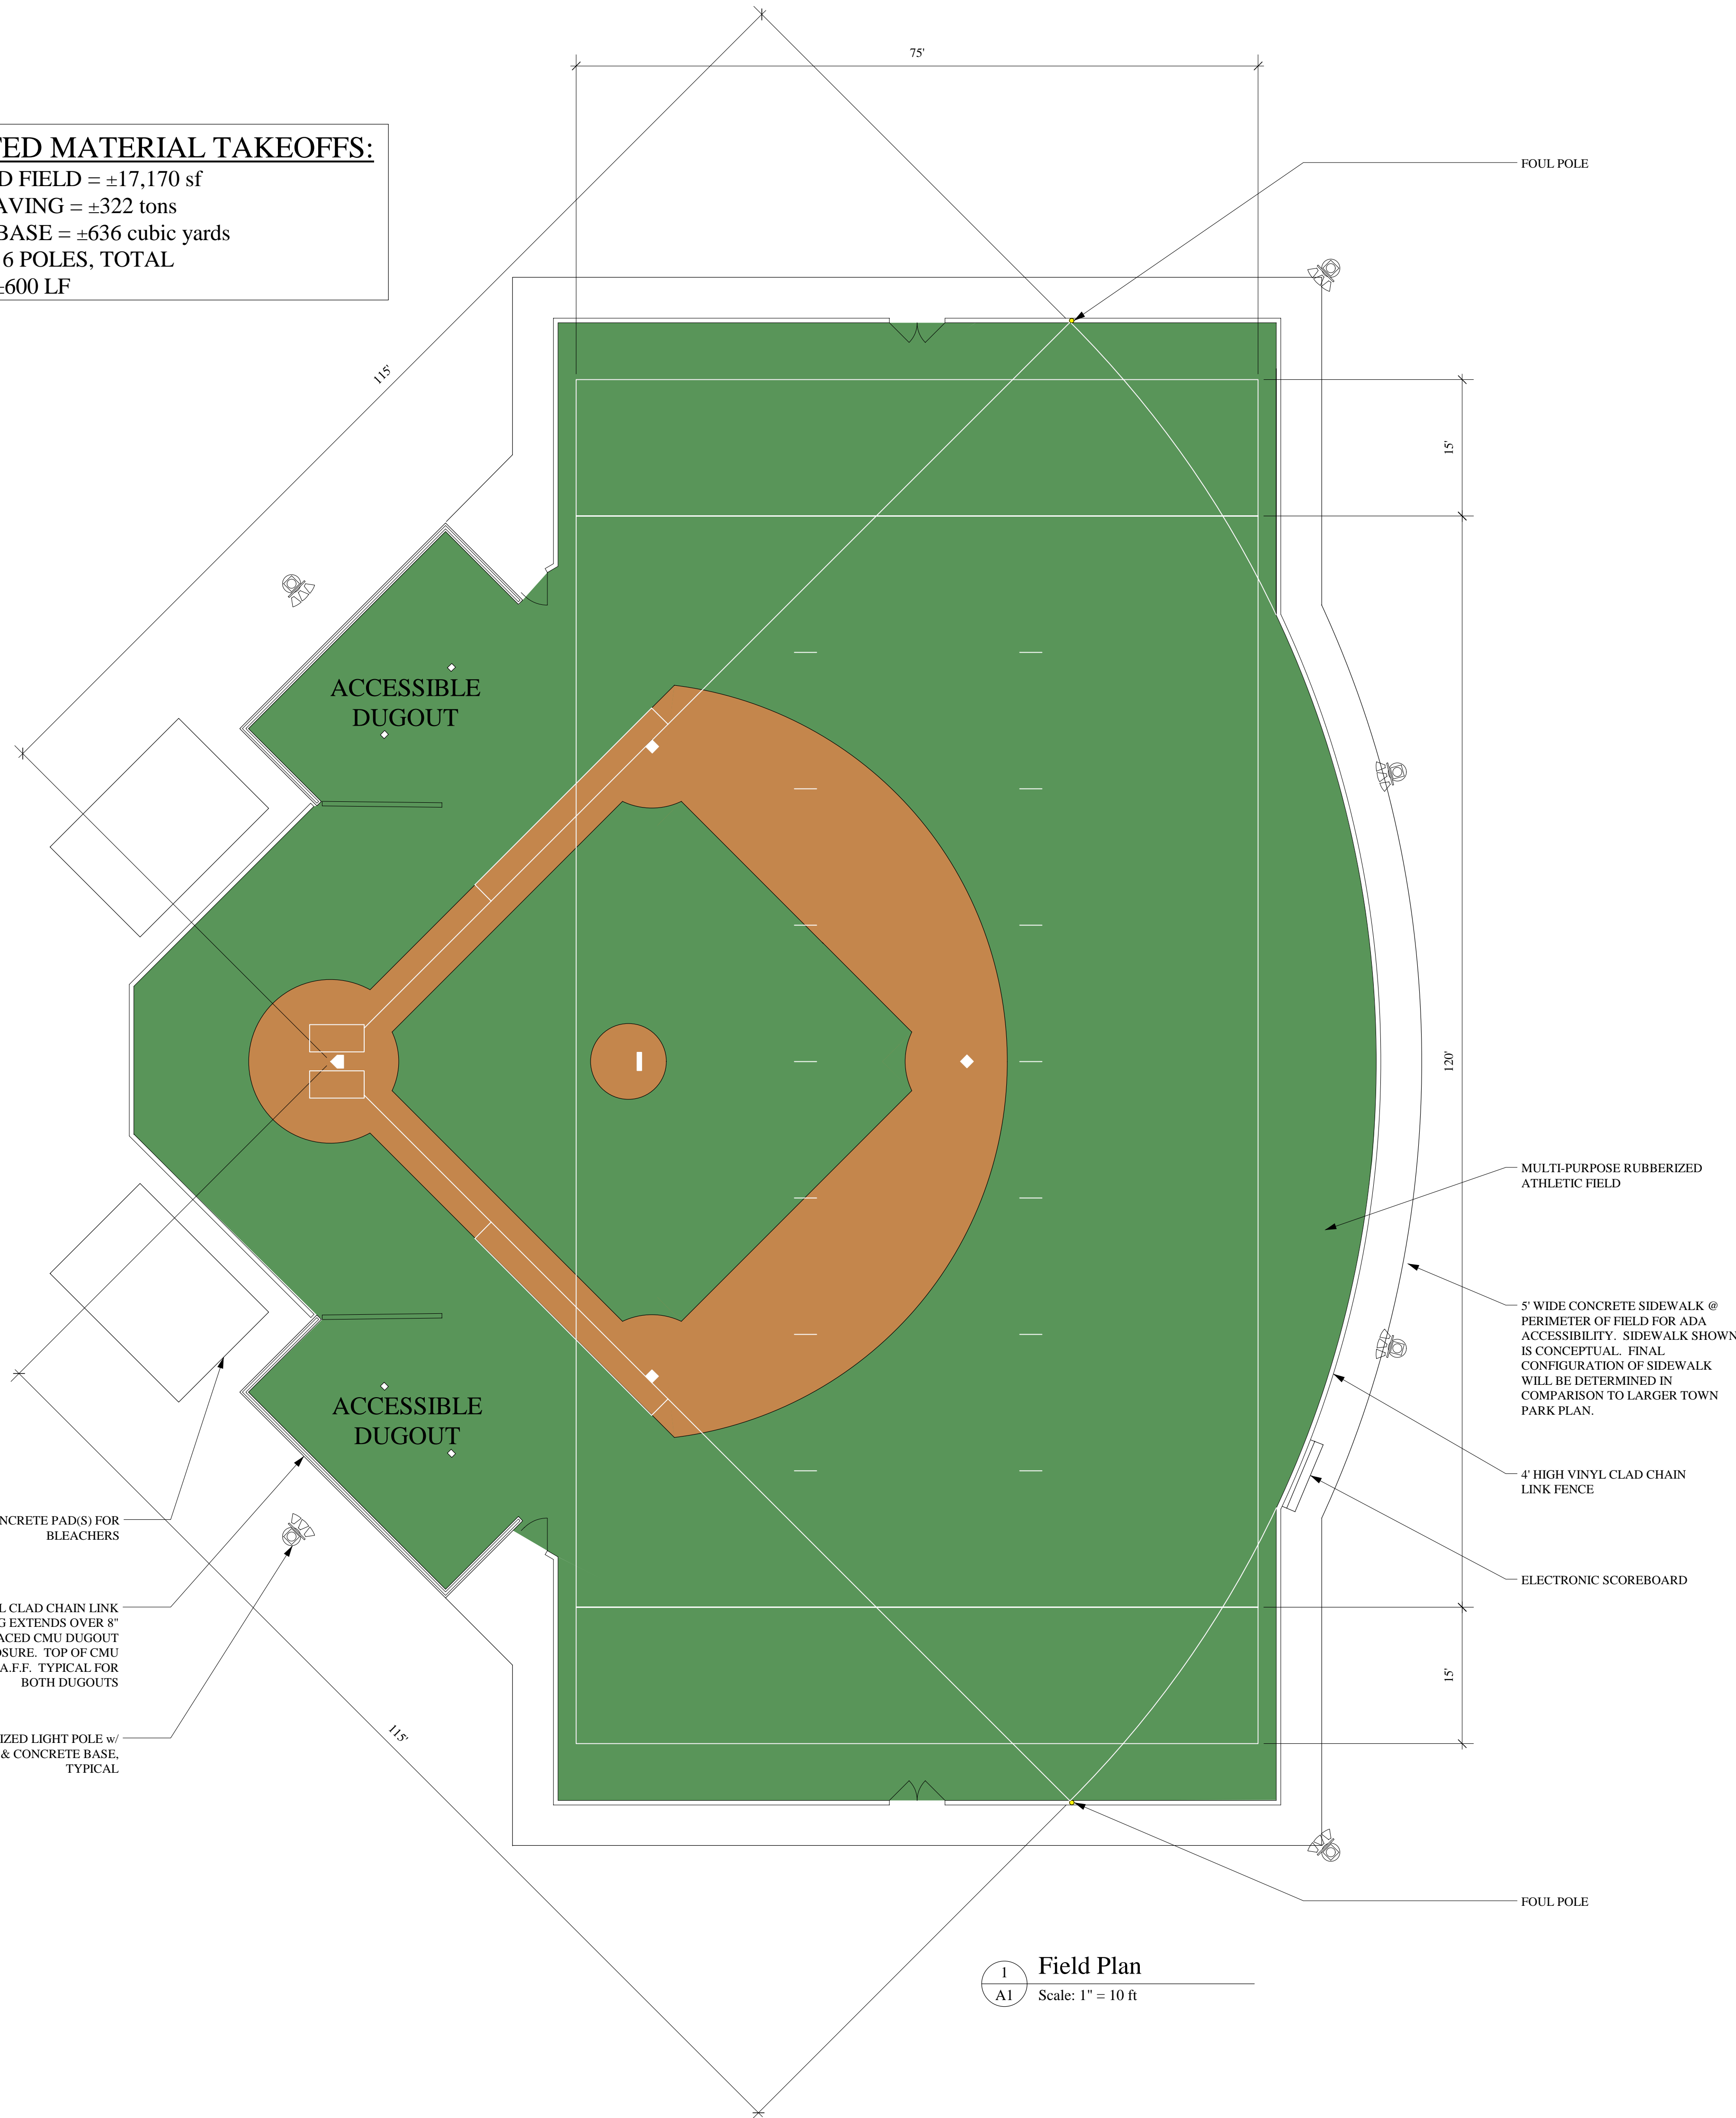 75'
TED MATERIAL TAKEOFFS:
D FIELD = ±17,170 sf
AVING = ±322 tons
BASE = ±636 cubic yards
6 POLES, TOTAL
±600 LF
FOUL POLE
115'
15'
ACCESSIBLE
DUGOUT
120'
MULTI-PURPOSE RUBBERIZED
ATHLETIC FIELD
5' WIDE CONCRETE SIDEWALK @
PERIMETER OF FIELD FOR ADA
ACCESSIBILITY. SIDEWALK SHOWN
IS CONCEPTUAL. FINAL
CONFIGURATION OF SIDEWALK
WILL BE DETERMINED IN
COMPARISON TO LARGER TOWN
PARK PLAN.
ACCESSIBLE
DUGOUT
4' HIGH VINYL CLAD CHAIN
LINK FENCE
NCRETE PAD(S) FOR
BLEACHERS
ELECTRONIC SCOREBOARD
L CLAD CHAIN LINK
G EXTENDS OVER 8"
ACED CMU DUGOUT
OSURE. TOP OF CMU
A.F.F. TYPICAL FOR
BOTH DUGOUTS
15'
115'
IZED LIGHT POLE w/
& CONCRETE BASE,
TYPICAL
FOUL POLE
1
A1
Field Plan
Scale: 1" = 10 ft